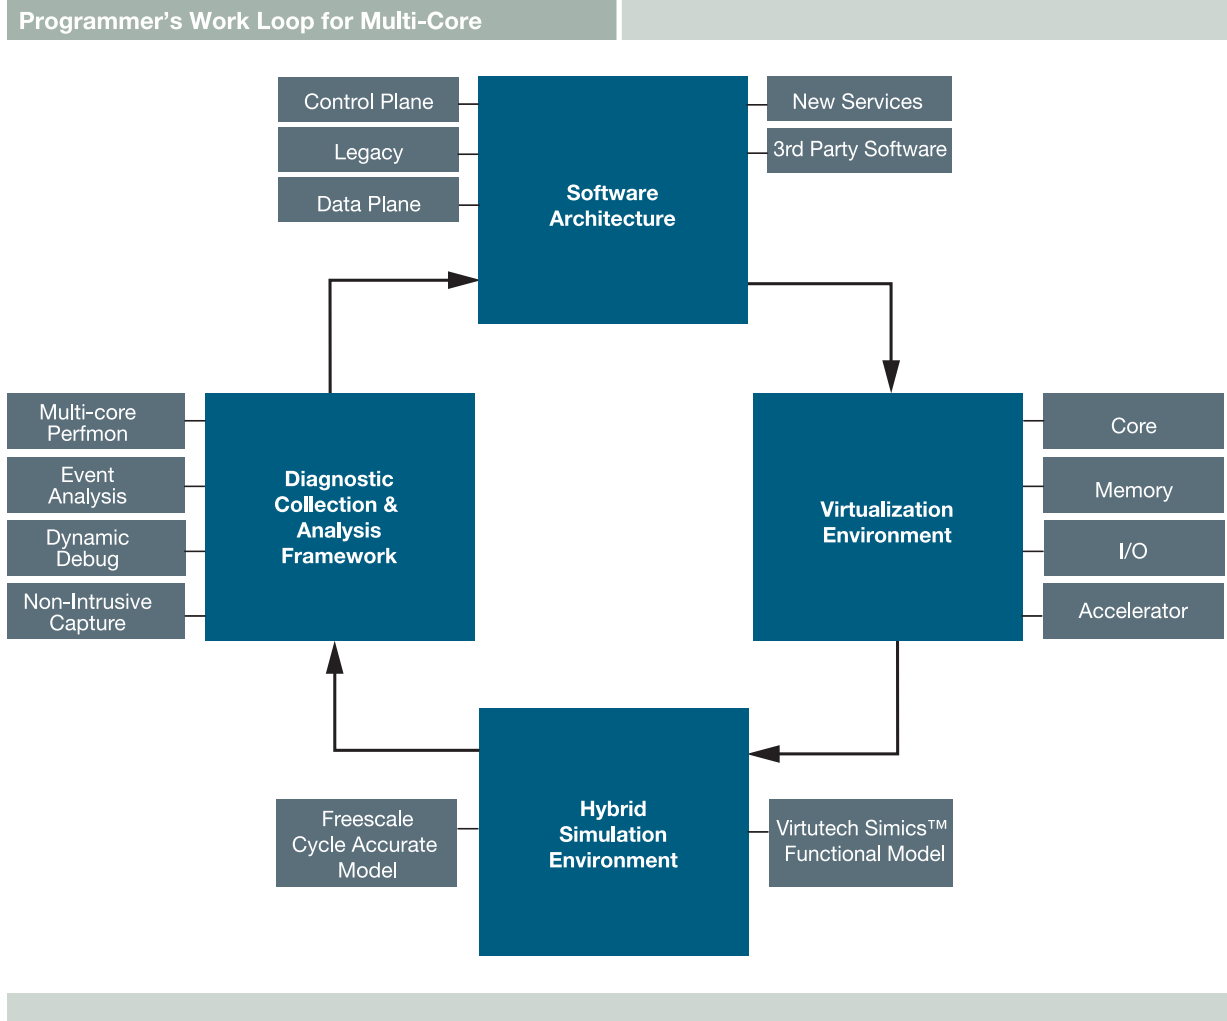 Programmer's Work Loop for Multi-Core
Control Plane
Legacy
Data Plane
Software
Architecture
New Services
3rd Party Software
Multi-core
Perfmon
Event
Analysis
Dynamic
Debug
Non-Intrusive
Capture
Diagnostic
Collection &
Analysis
Framework
Virtualization
Environment
Core
Memory
I/O
Accelerator
Freescale
Cycle Accurate
Model
Hybrid
Simulation
Environment
Virtutech Simics™
Functional Model